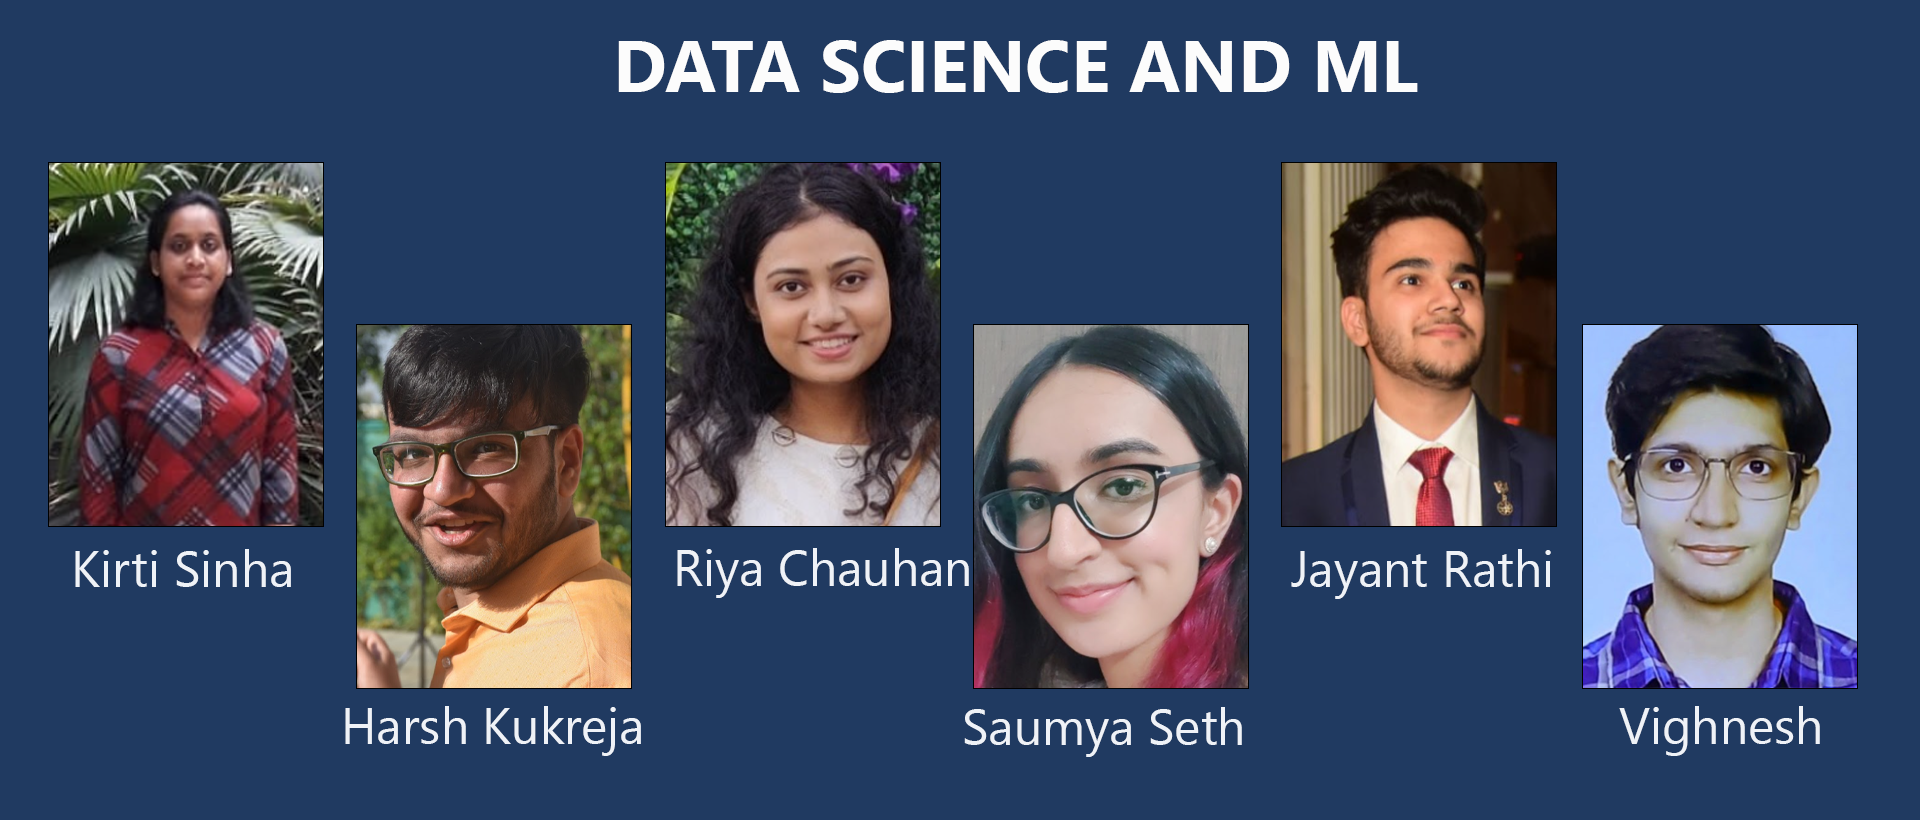 DATA SCIENCE AND ML
Kirti Sinha
Riya Chauhan
Jayant Rathi
Harsh Kukreja
Saumya Seth
Vighnesh